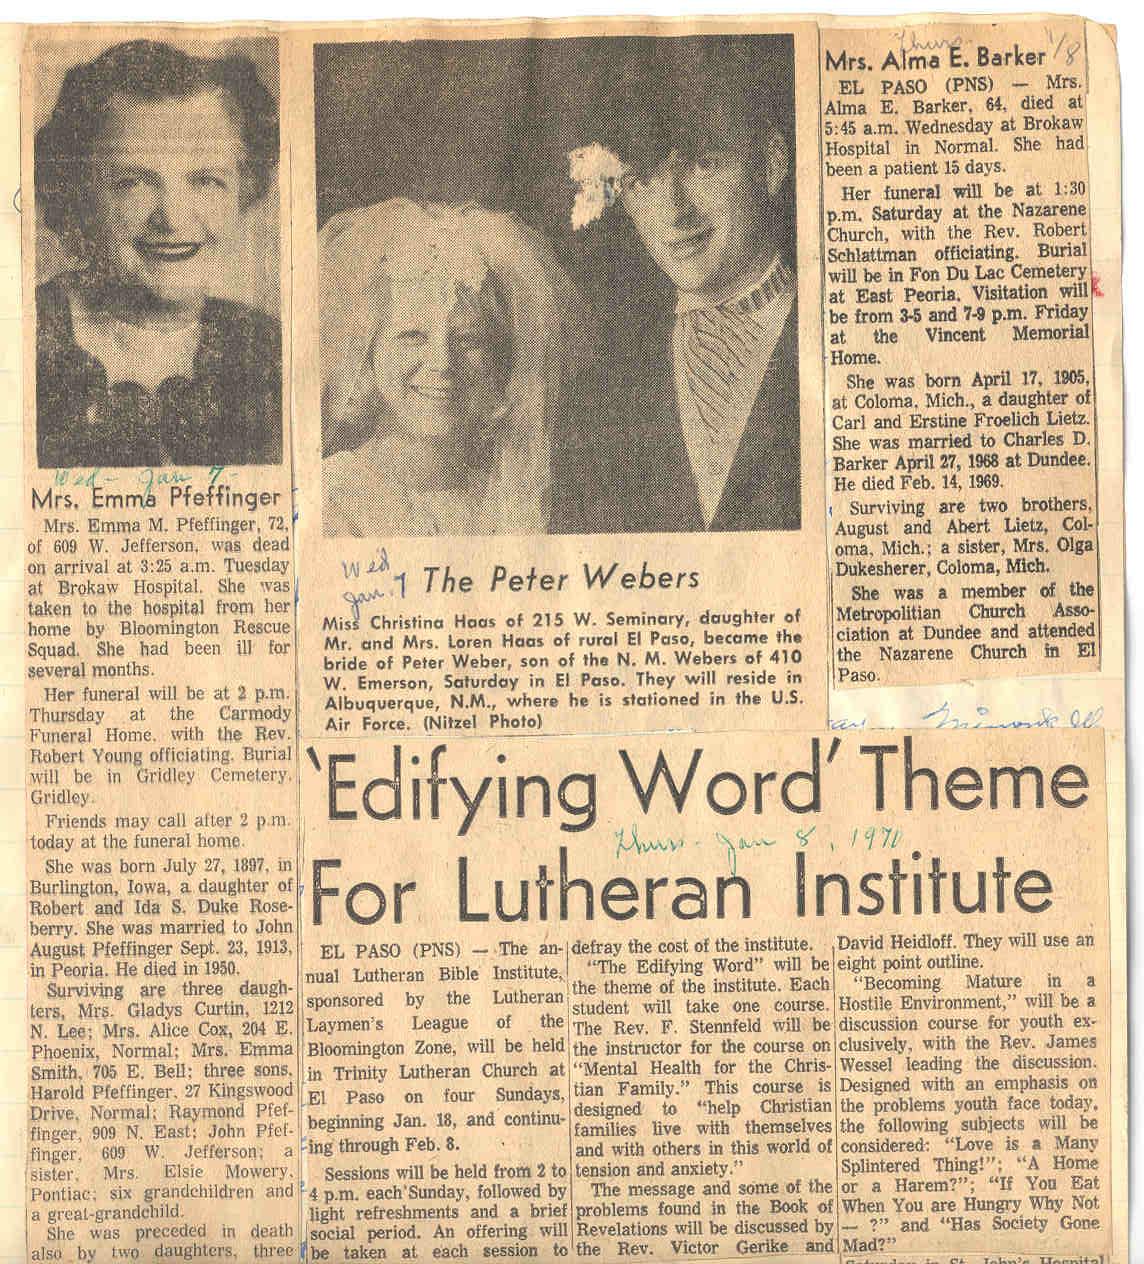 Wed - Jan 7 -
Mrs. Emma Pfeffinger
Mrs. Emma M. Pfeffinger, 72,
of 609 W. Jefferson, was dead
on arrival at 3:25 a.m. Tuesday
at Brokaw Hospital. She was
taken to the hospital from her
home by Bloomington Rescue
Squad. She had been ill for
several months.
Her funeral will be at 2 p.m.
Thursday at the Carmody
Funeral Home, with the Rev.
Robert Young officiating. Burial
will be in Gridley Cemetery,
Gridley.
Friends may call after 2 p.m.
today at the funeral home.
She was born July 27, 1897, in
Burlington, Iowa, a daughter of
Robert and Ida S. Duke Rose-
berry. She was married to John
August Pfeffinger Sept. 23, 1913,
in Peoria. He died in 1950.
Surviving are three daugh-
ters, Mrs. Gladys Curtin, 1212
N. Lee; Mrs. Alice Cox, 204 E.
Phoenix, Normal; Mrs. Emma
Smith, 705 E. Bell; three sons,
Harold Pfeffinger, 27 Kingswood
Drive, Normal; Raymond Pfef-
finger, 909 N. East; John Pfef-
finger, 609 W. Jefferson; a
sister, Mrs. Elsie Mowery,
Pontiac; six grandchildren and
a great-grandchild.
She was preceded in death
also by two daughters, three
Wed
Jan. 7
The Peter Webers
Miss Christina Haas of 215 W. Seminary, daughter of
Mr. and Mrs. Loren Haas of rural El Paso, became the
bride of Peter Weber, son of the N. M. Webers of 410
W. Emerson, Saturday in El Paso. They will reside in
Albuquerque, N.M., where he is stationed in the U.S.
Air Force. (Nitzel Photo)
Thurs. 1/8
Mrs. Alma E. Barker
EL PASO (PNS) — Mrs.
Alma E. Barker, 64, died at
5:45 a.m. Wednesday at Brokaw
Hospital in Normal. She had
been a patient 15 days.
Her funeral will be at 1:30
p.m. Saturday at the Nazarene
Church, with the Rev. Robert
Schlattman officiating. Burial
will be in Fon Du Lac Cemetery
at East Peoria. Visitation will
be from 3-5 and 7-9 p.m. Friday
at the Vincent Memorial
Home.
She was born April 17, 1905,
at Coloma, Mich., a daughter of
Carl and Erstine Froelich Lietz.
She was married to Charles D.
Barker April 27, 1968 at Dundee.
He died Feb. 14, 1969.
Surviving are two brothers,
August and Abert Lietz, Col-
oma, Mich.; a sister, Mrs. Olga
Dukesherer, Coloma, Mich.
She was a member of the
Metropolitian Church Asso-
ciation at Dundee and attended
the Nazarene Church in El
Paso.
'Edifying Word' Theme
Thurs - Jan 8, 1970
For Lutheran Institute
EL PASO (PNS) — The an-
nual Lutheran Bible Institute,
sponsored by the Lutheran
Laymen's League of the
Bloomington Zone, will be held
in Trinity Lutheran Church at
El Paso on four Sundays,
beginning Jan. 18, and continu-
ing through Feb. 8.
Sessions will be held from 2 to
4 p.m. each Sunday, followed by
light refreshments and a brief
social period. An offering will
be taken at each session to
defray the cost of the institute.
"The Edifying Word" will be
the theme of the institute. Each
student will take one course.
The Rev. F. Stennfeld will be
the instructor for the course on
"Mental Health for the Chris-
tian Family." This course is
designed to "help Christian
families live with themselves
and with others in this world of
tension and anxiety."
The message and some of the
problems found in the Book of
Revelations will be discussed by
the Rev. Victor Gerike and
David Heidloff. They will use an
eight point outline.
"Becoming Mature in a
Hostile Environment," will be a
discussion course for youth ex-
clusively, with the Rev. James
Wessel leading the discussion.
Designed with an emphasis on
the problems youth face today,
the following subjects will be
considered: "Love is a Many
Splintered Thing!"; "A Home
or a Harem?"; "If You Eat
When You are Hungry Why Not
— ?" and "Has Society Gone
Mad?"